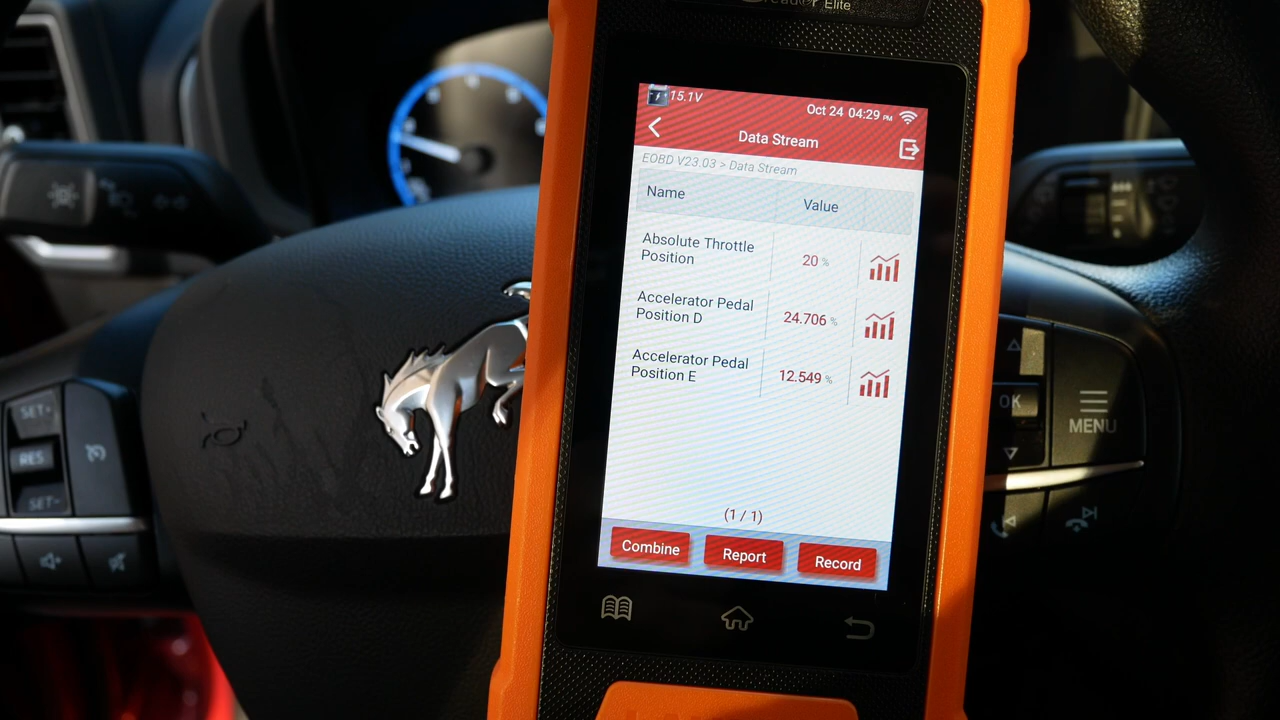 Elite
15.1V
Oct 24 04:29 PM
Data Stream
EOBD V23.03 > Data Stream
Name Value
Absolute Throttle
Position
20 %
Accelerator Pedal
Position D
24.706 %
Accelerator Pedal
Position E
12.549 %
(1 / 1)
Combine Report Record
SET+
RES
SET-
OK
MENU